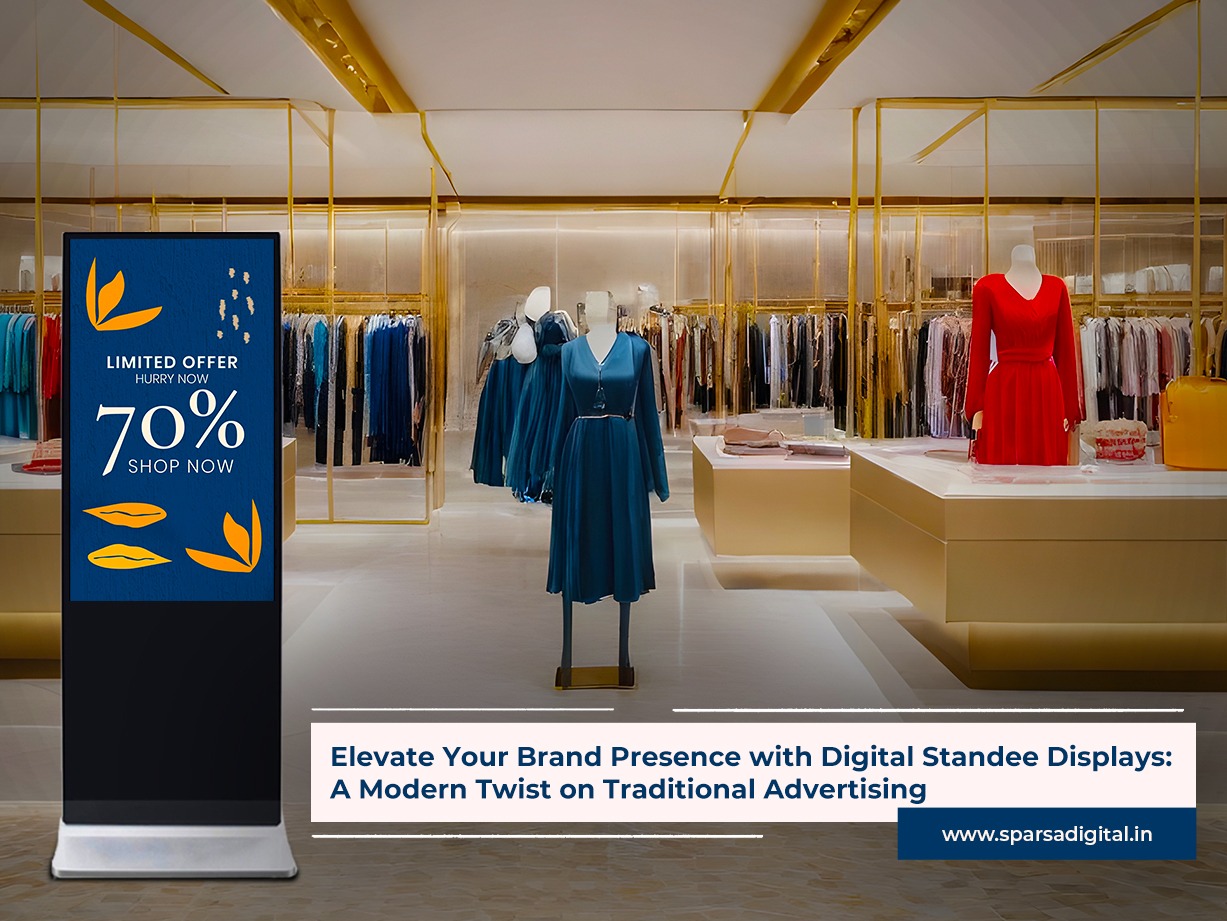 LIMITED OFFER
HURRY NOW
70%
SHOP NOW
Elevate Your Brand Presence with Digital Standee Displays:
A Modern Twist on Traditional Advertising
www.sparsadigital.in